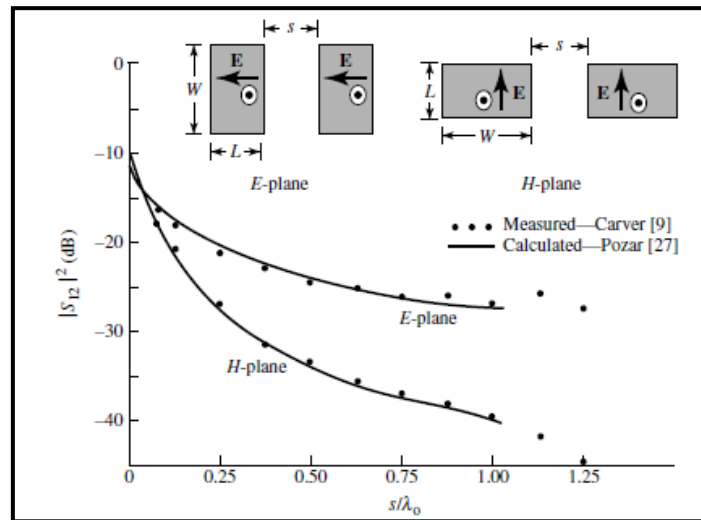 s
s
E
E
W
L
L
E
E
W
E-plane
H-plane
Measured—Carver [9]
Calculated—Pozar [27]
E-plane
H-plane
|S12|2 (dB)
0
−10
−20
−30
−40
0
0.25
0.50
0.75
1.00
1.25
s/λo